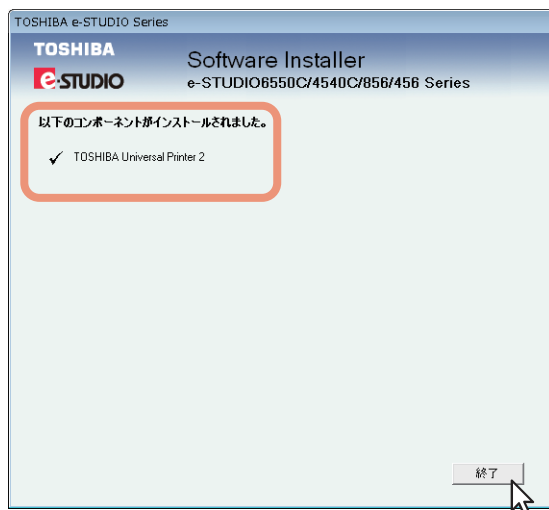 TOSHIBA e-STUDIO Series
TOSHIBA
e-STUDIO
Software Installer
e-STUDIO6550C/4540C/856/456 Series
以下のコンポーネントがインストールされました。
TOSHIBA Universal Printer 2
終了